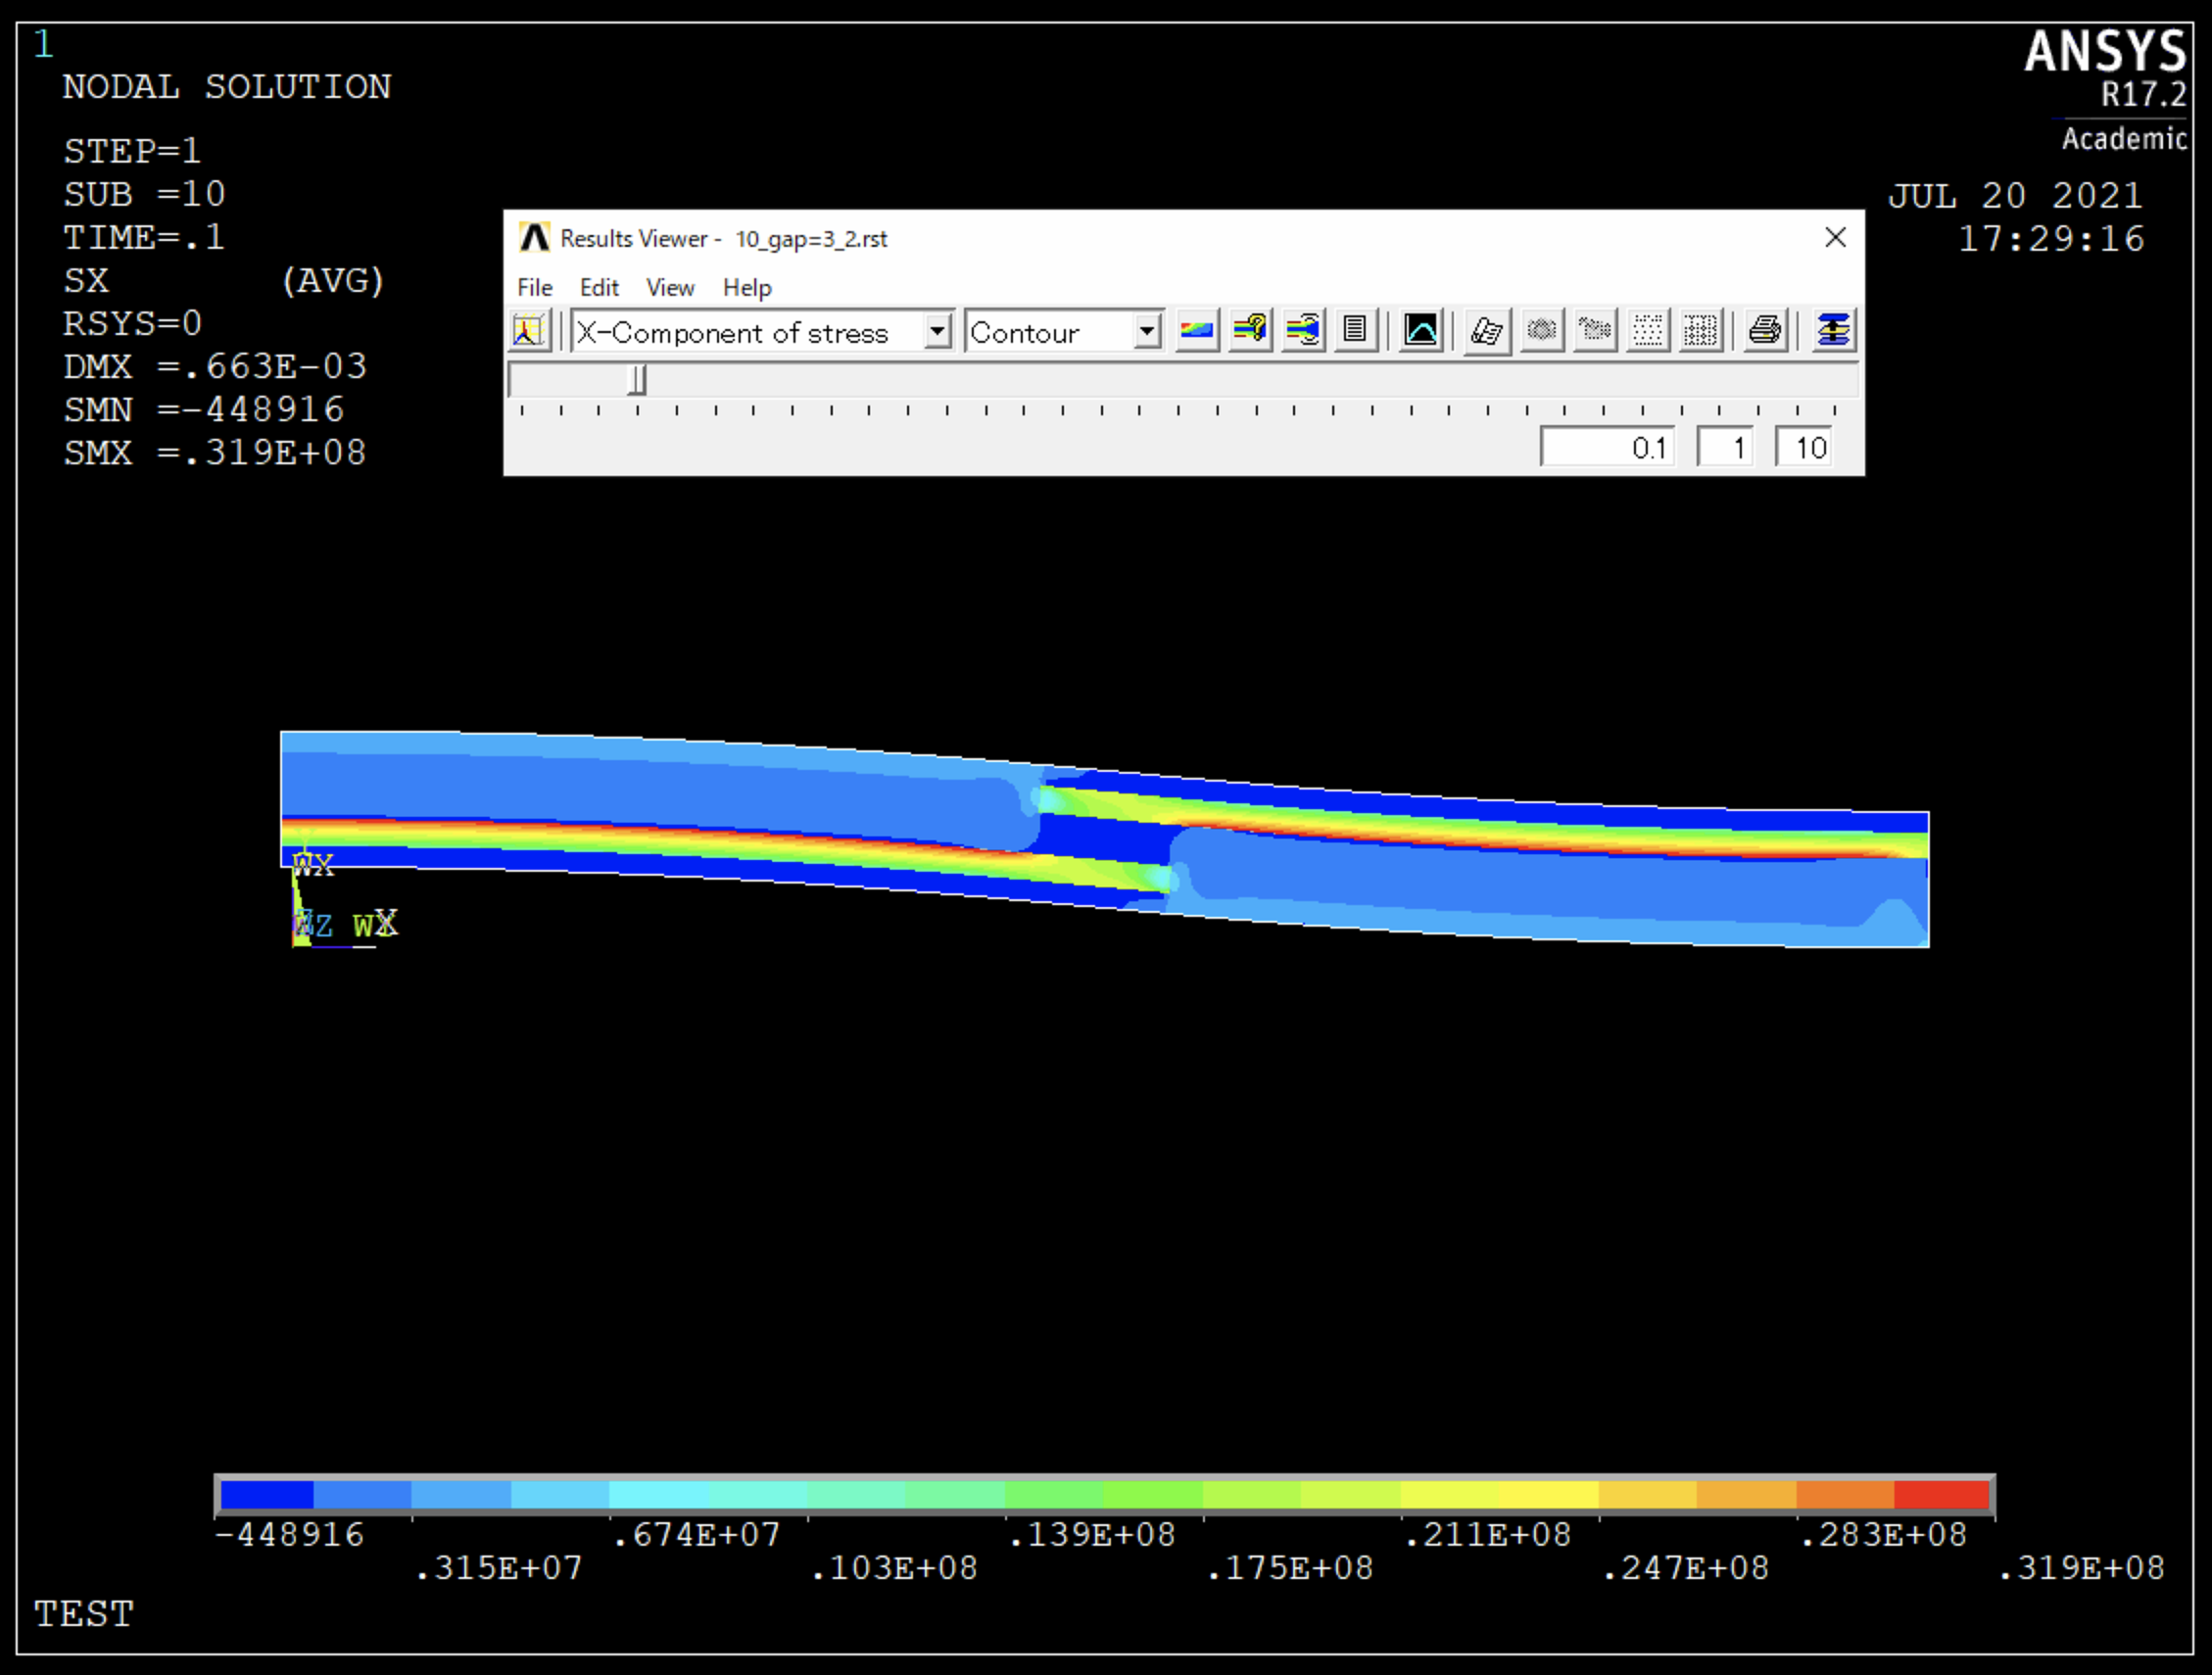 1
NODAL SOLUTION
STEP=1
SUB =10
TIME=.1
SX (AVG)
RSYS=0
DMX =.663E-03
SMN =-448916
SMX =.319E+08
ANSYS
R17.2
Academic
JUL 20 2021
17:29:16
Results Viewer - 10_gap=3_2.rst
File Edit View Help
X-Component of stress Contour
0.1 1 10
WX
Z X
-448916 .674E+07 .139E+08 .211E+08 .283E+08
.315E+07 .103E+08 .175E+08 .247E+08 .319E+08
TEST